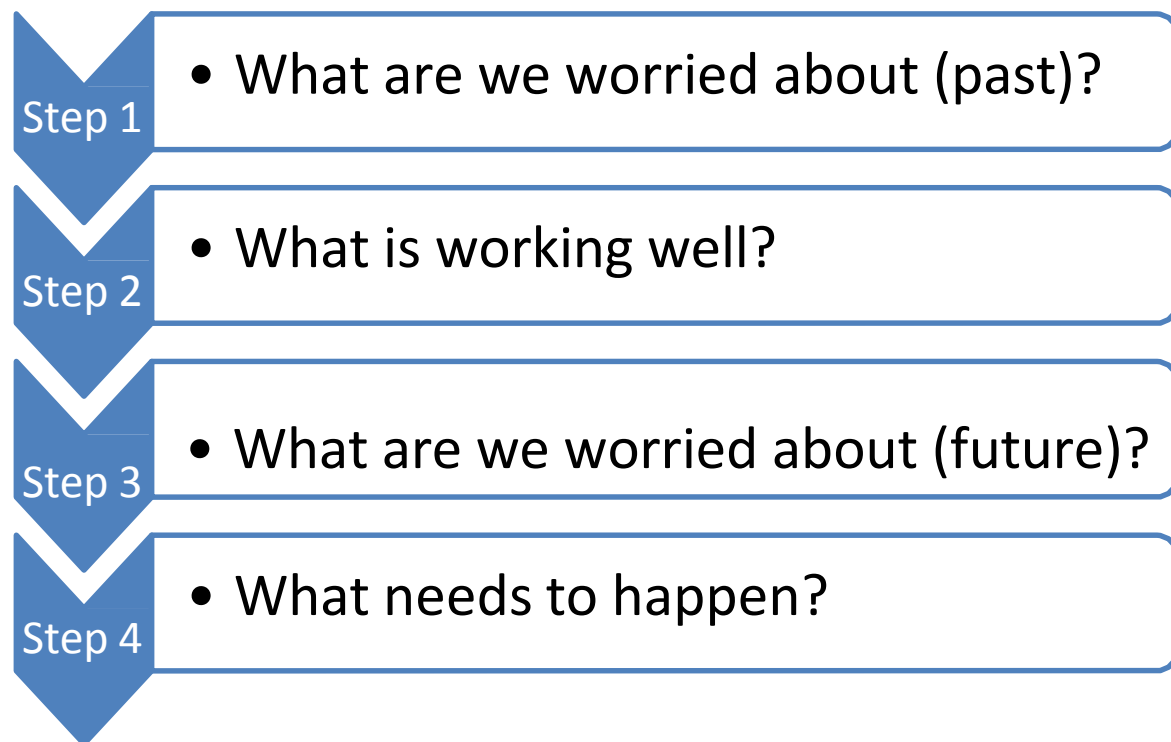 Step 1
• What are we worried about (past)?
Step 2
• What is working well?
Step 3
• What are we worried about (future)?
Step 4
• What needs to happen?